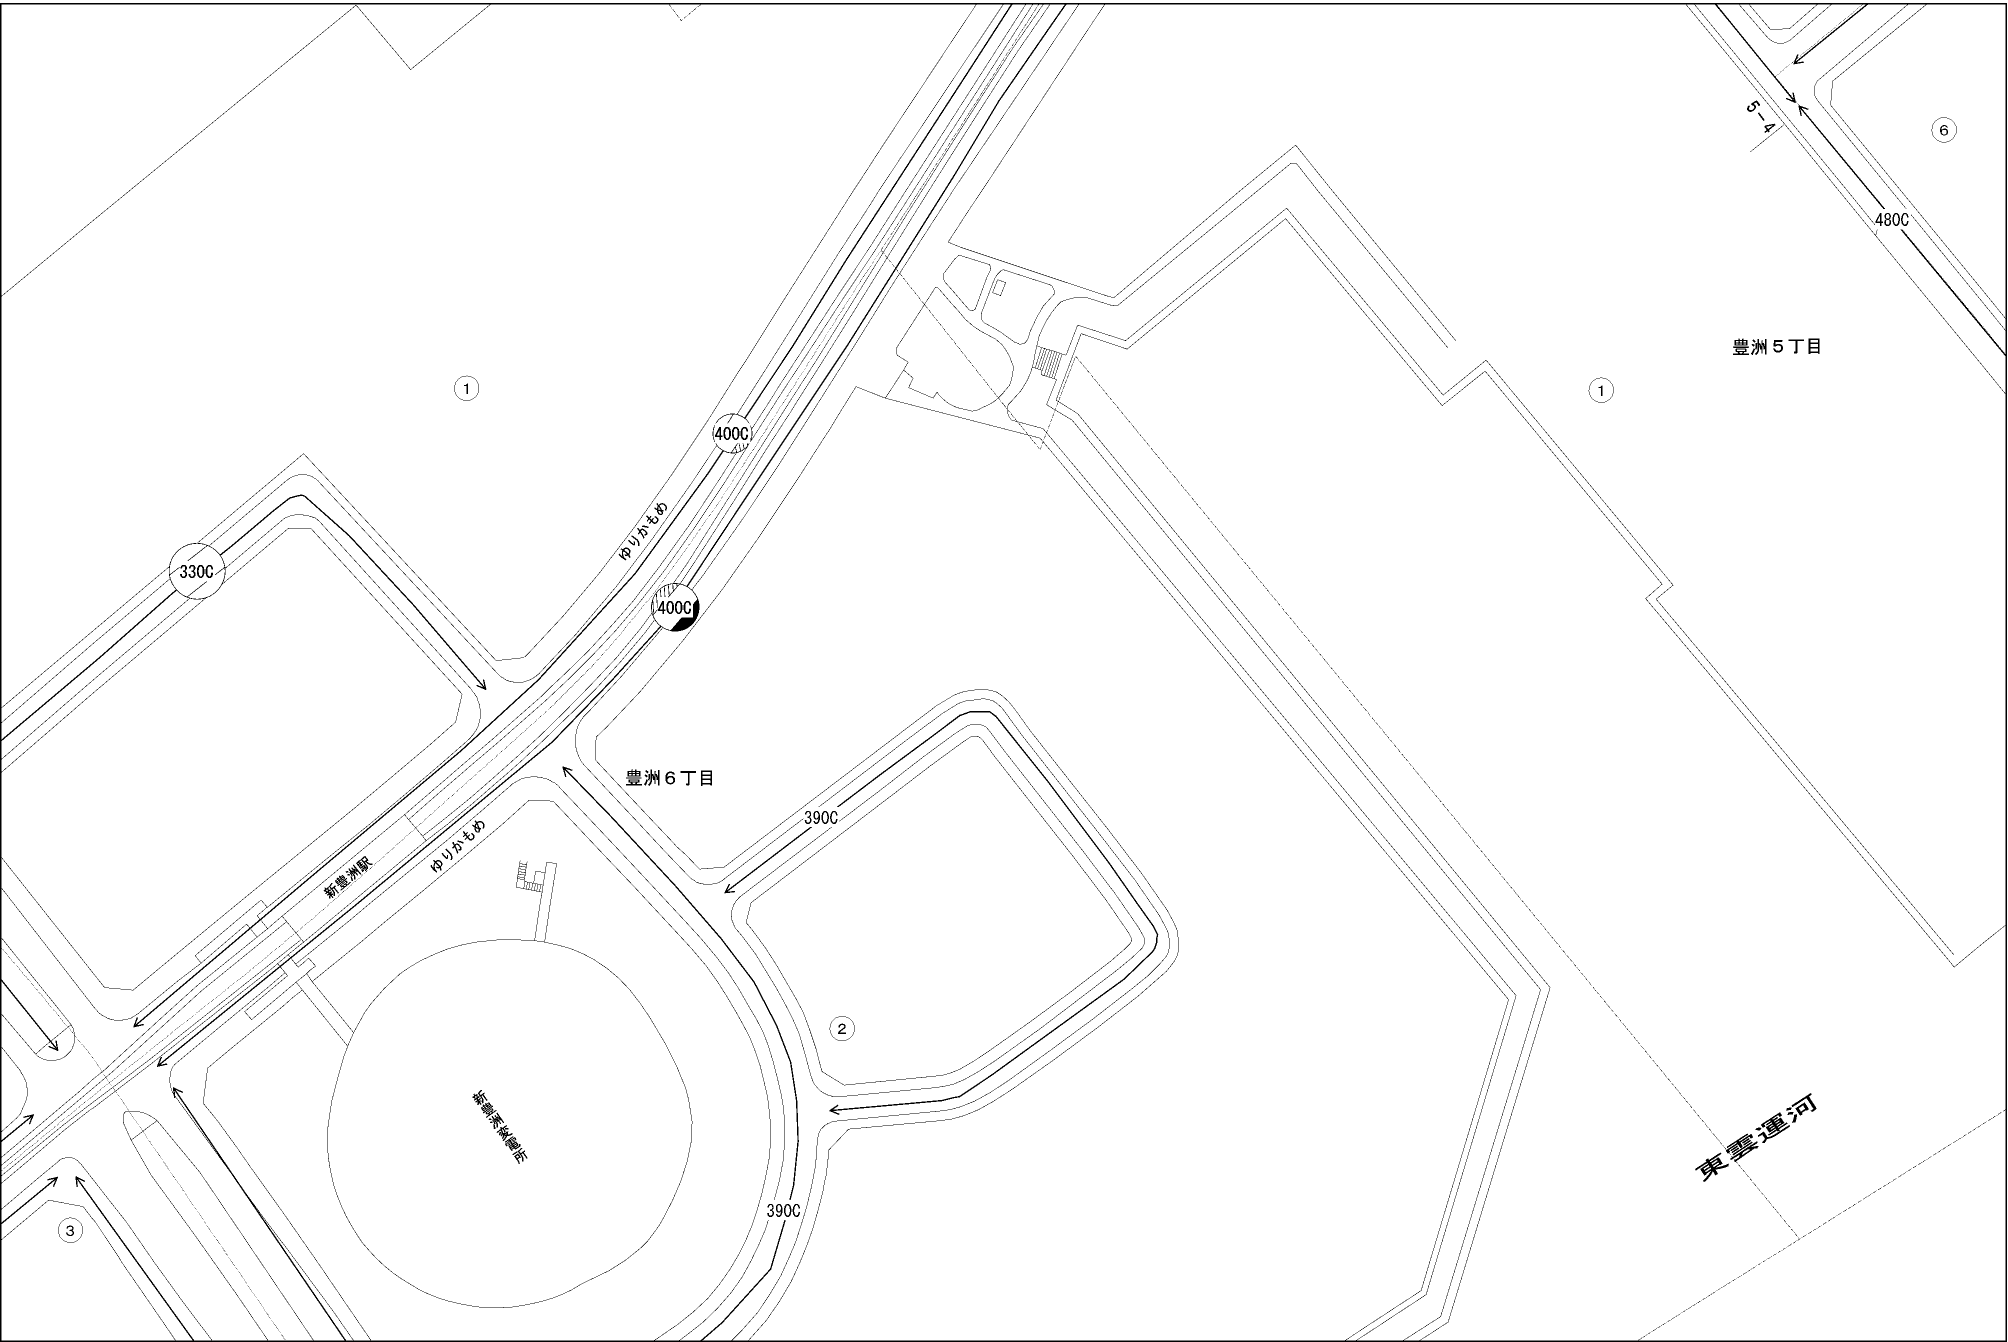 5-4
⑥
480C
豊洲5丁目
①
①
400C
ゆりかもめ
330C
400C
豊洲6丁目
390C
ゆりかもめ
新豊洲駅
②
新豊洲変電所
東雲運河
390C
③